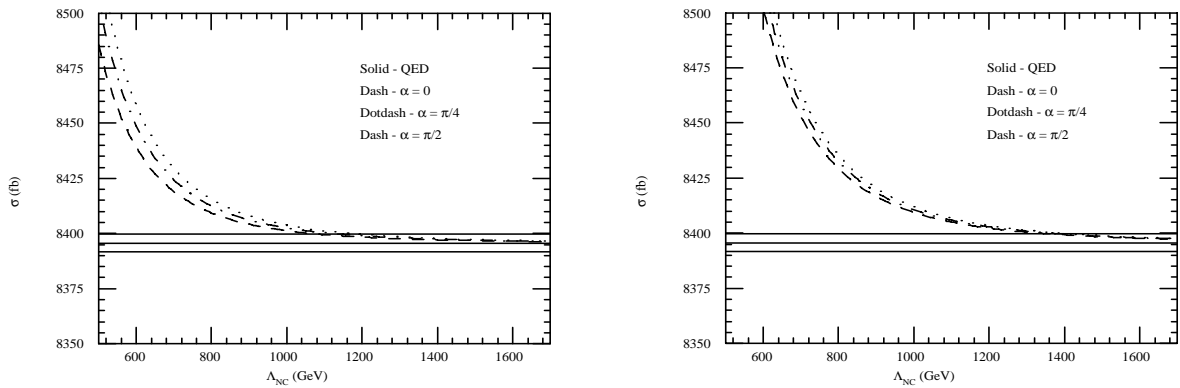 8500
8475
8450
8425
8400
8375
8350
σ (fb)
600 800 1000 1200 1400 1600
Λ_NC (GeV)
Solid - QED
Dash - α = 0
Dotdash - α = π/4
Dash - α = π/2
8500
8475
8450
8425
8400
8375
8350
σ (fb)
600 800 1000 1200 1400 1600
Λ_NC (GeV)
Solid - QED
Dash - α = 0
Dotdash - α = π/4
Dash - α = π/2